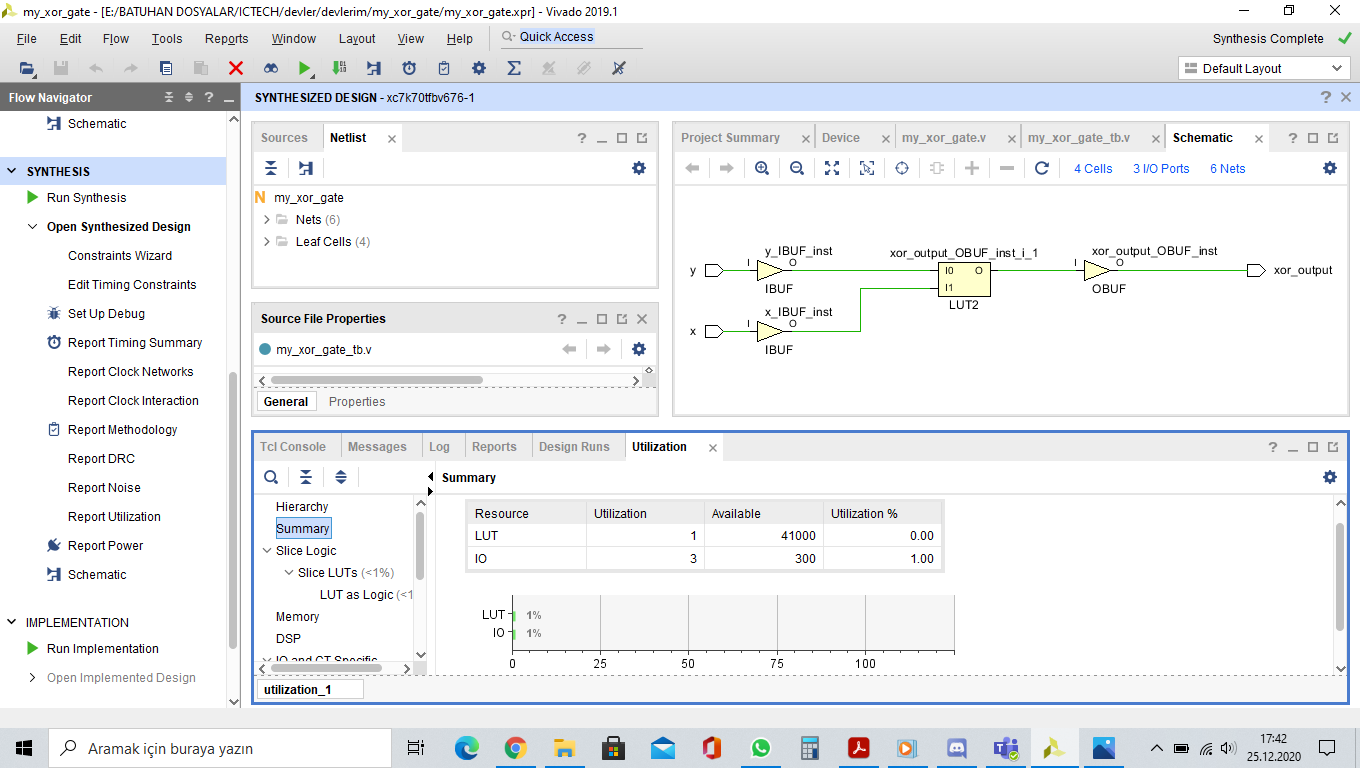 my_xor_gate - [E:/BATUHAN DOSYALAR/ICTECH/devler/devlerim/my_xor_gate/my_xor_gate.xpr] - Vivado 2019.1
File Edit Flow Tools Reports Window Layout View Help Quick Access
Synthesis Complete
Default Layout
Flow Navigator
SYNTHESIZED DESIGN - xc7k70tfbv676-1
Schematic
SYNTHESIS
Run Synthesis
Open Synthesized Design
Constraints Wizard
Edit Timing Constraints
Set Up Debug
Report Timing Summary
Report Clock Networks
Report Clock Interaction
Report Methodology
Report DRC
Report Noise
Report Utilization
Report Power
Schematic
IMPLEMENTATION
Run Implementation
Open Implemented Design
Sources Netlist
N my_xor_gate
Nets (6)
Leaf Cells (4)
Source File Properties
my_xor_gate_tb.v
General Properties
Project Summary Device my_xor_gate.v my_xor_gate_tb.v Schematic
4 Cells 3 I/O Ports 6 Nets
y_IBUF_inst
xor_output_OBUF_inst_i_1
xor_output_OBUF_inst
y
I
O
I0
O
I
O
xor_output
IBUF
I1
OBUF
x_IBUF_inst
LUT2
x
I
O
IBUF
Tcl Console Messages Log Reports Design Runs Utilization
Summary
Hierarchy
Summary
Slice Logic
Slice LUTs (<1%)
LUT as Logic (<1
Memory
DSP
IO and GT Specific
Resource Utilization Available Utilization %
LUT 1 41000 0.00
IO 3 300 1.00
LUT 1%
IO 1%
0 25 50 75 100
utilization_1
Aramak için buraya yazın
17:42
25.12.2020